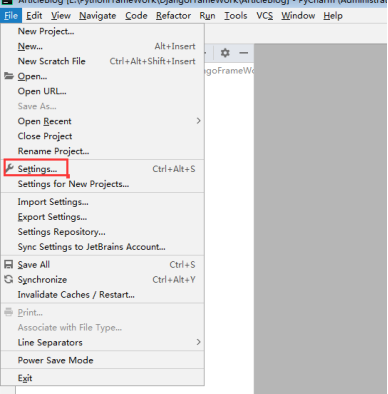 Articleblog [E:\PythonFrameWork\DjangoFrameWork\Articleblog] - PyCharm (Administrat
File Edit View Navigate Code Refactor Run Tools VCS Window Help
New Project...
New... Alt+Insert
New Scratch File Ctrl+Alt+Shift+Insert
ngoFrameWo
Open...
Open URL...
Save As...
Open Recent
Close Project
Rename Project...
Settings... Ctrl+Alt+S
Settings for New Projects...
Import Settings...
Export Settings...
Settings Repository...
Sync Settings to JetBrains Account...
Save All Ctrl+S
Synchronize Ctrl+Alt+Y
Invalidate Caches / Restart...
Print...
Associate with File Type...
Line Separators
Power Save Mode
Exit